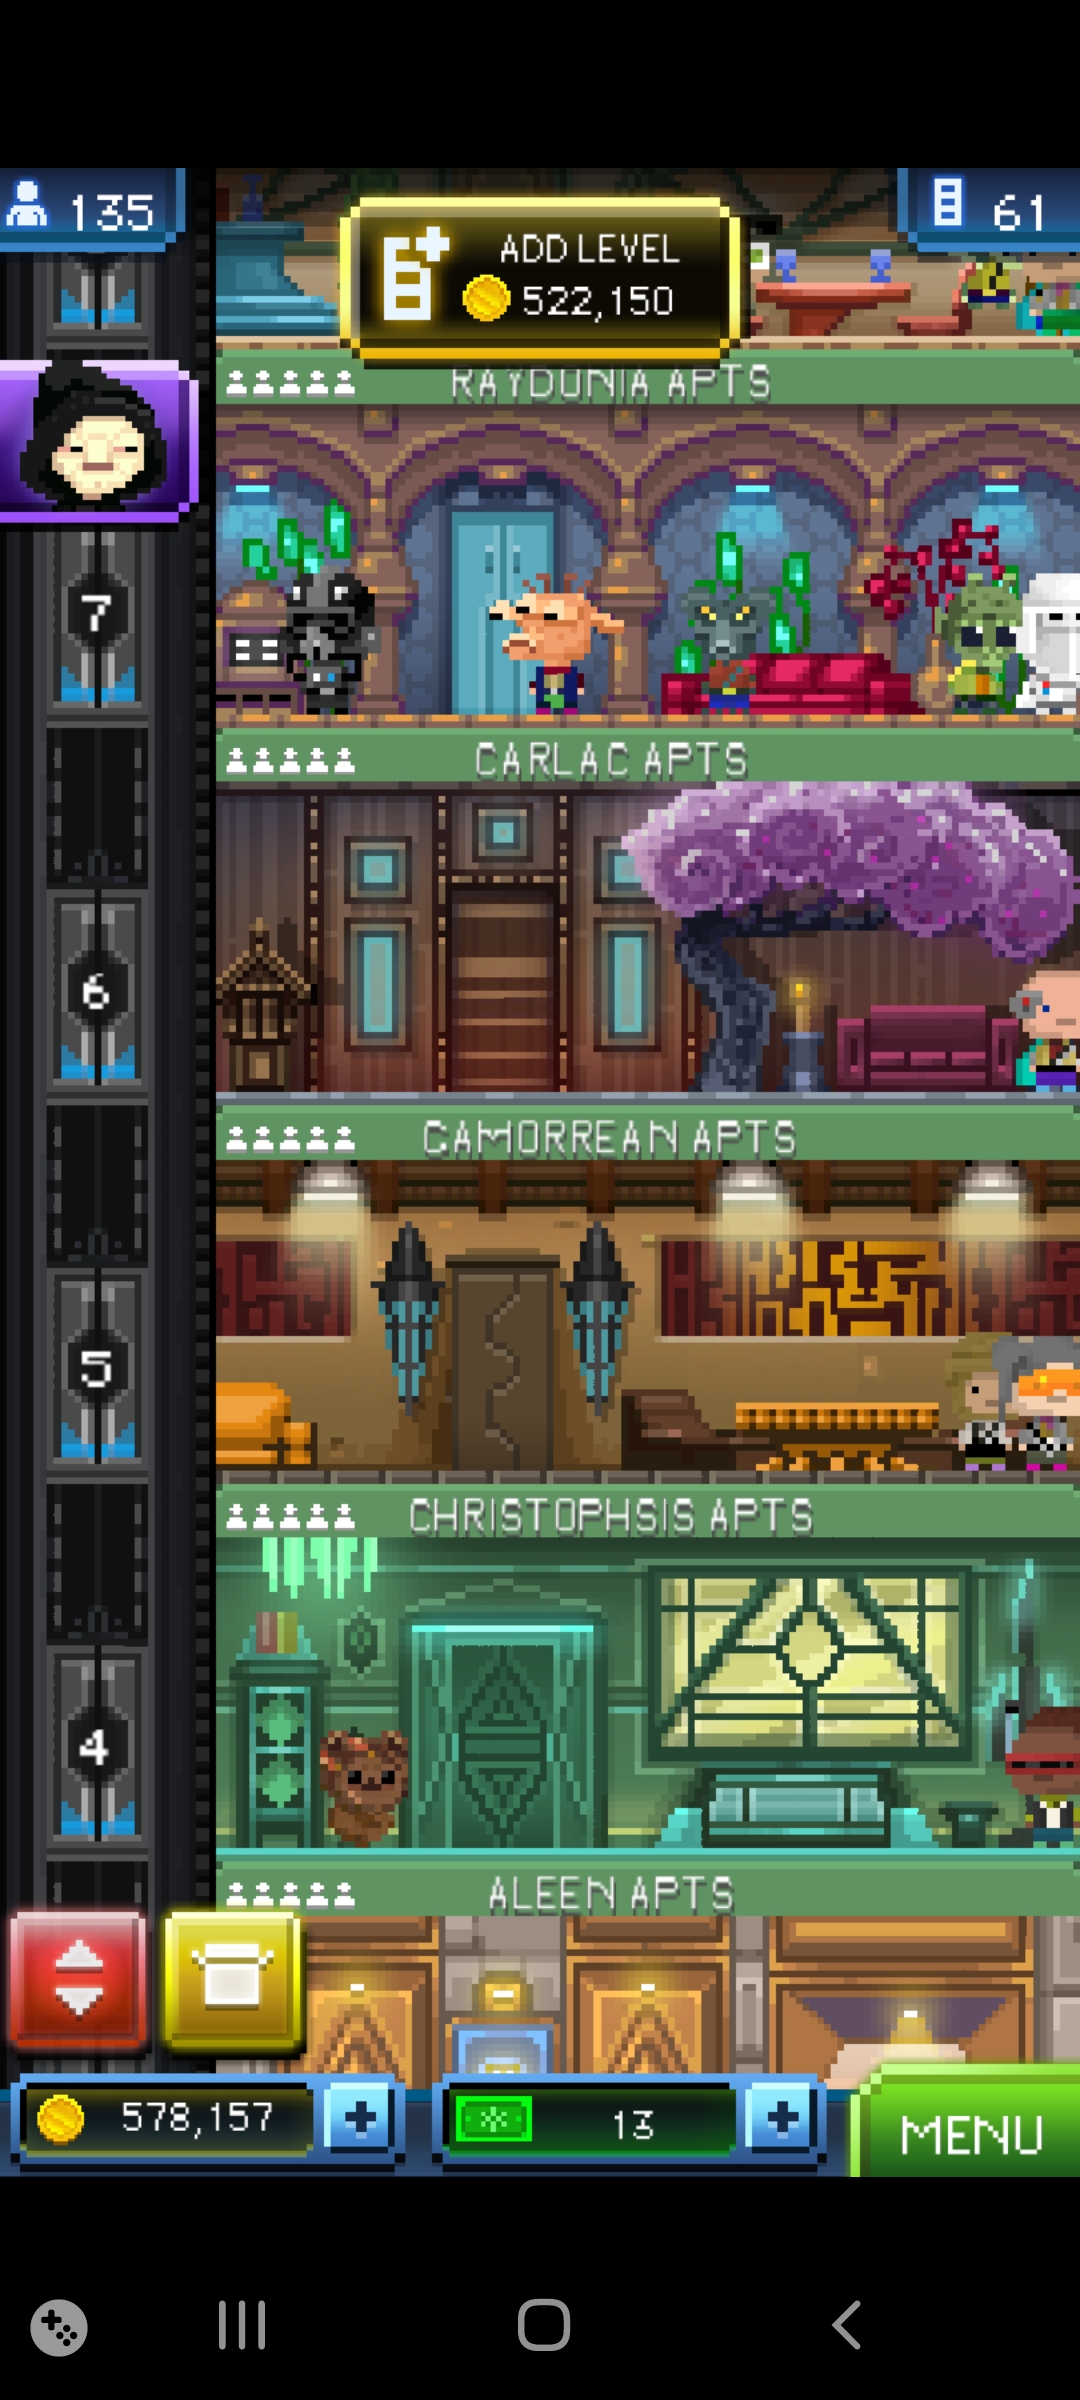 135
61
ADD LEVEL
522,150
RAYDONIA APTS
7
CARLAC APTS
6
CAMORREAN APTS
5
CHRISTOPHSIS APTS
4
ALEEN APTS
578,157
13
MENU